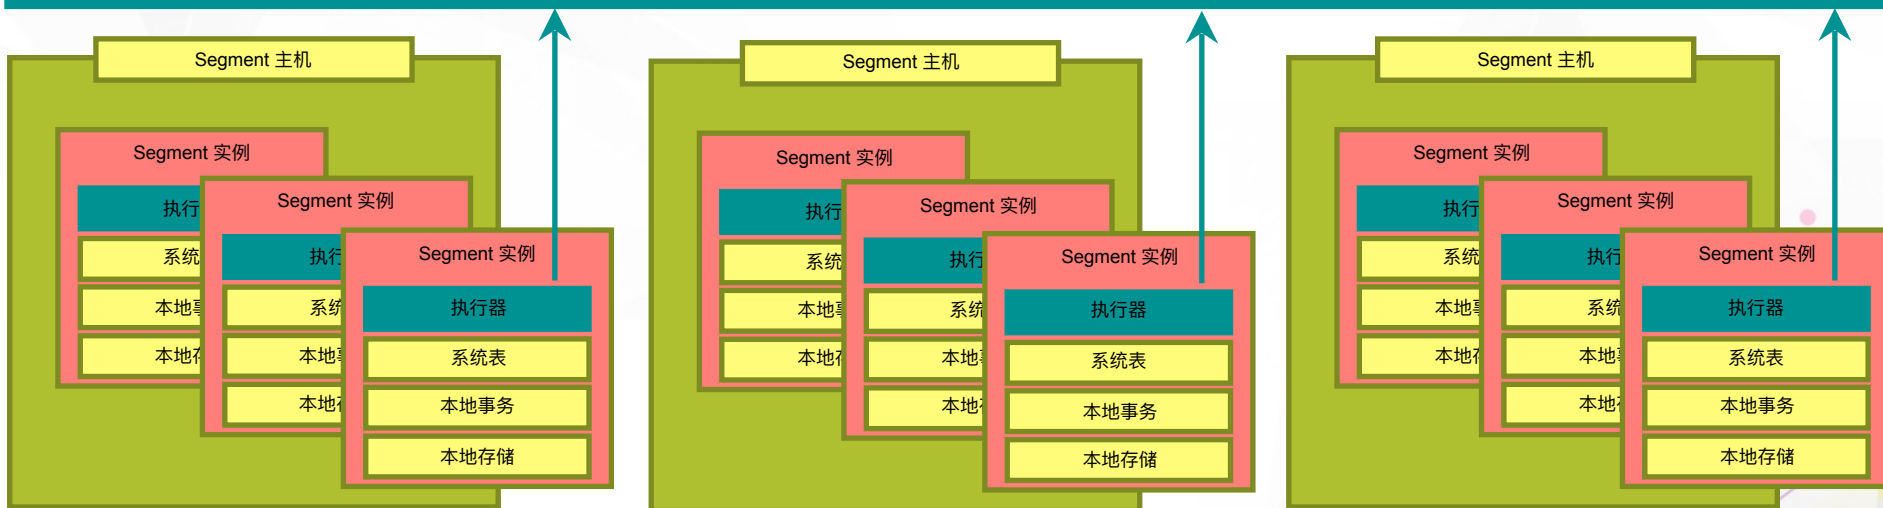 Segment 主机
Segment 实例
执行
系统
本地
本地
Segment 实例
执行
系统
本地
本地
Segment 实例
执行器
系统表
本地事务
本地存储
Segment 主机
Segment 实例
执行
系统
本地
本地
Segment 实例
执行
系统
本地
本地
Segment 实例
执行器
系统表
本地事务
本地存储
Segment 主机
Segment 实例
执行
系统
本地
本地
Segment 实例
执行
系统
本地
本地
Segment 实例
执行器
系统表
本地事务
本地存储